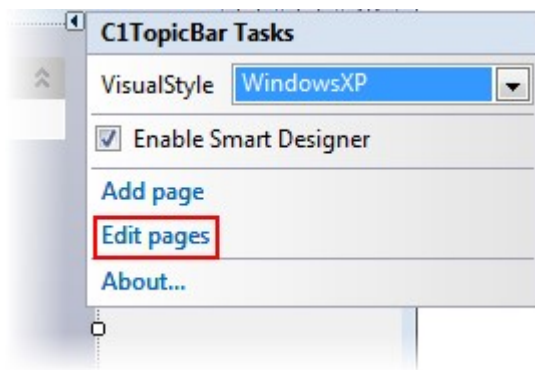 C1TopicBar Tasks
VisualStyle WindowsXP
Enable Smart Designer
Add page
Edit pages
About...